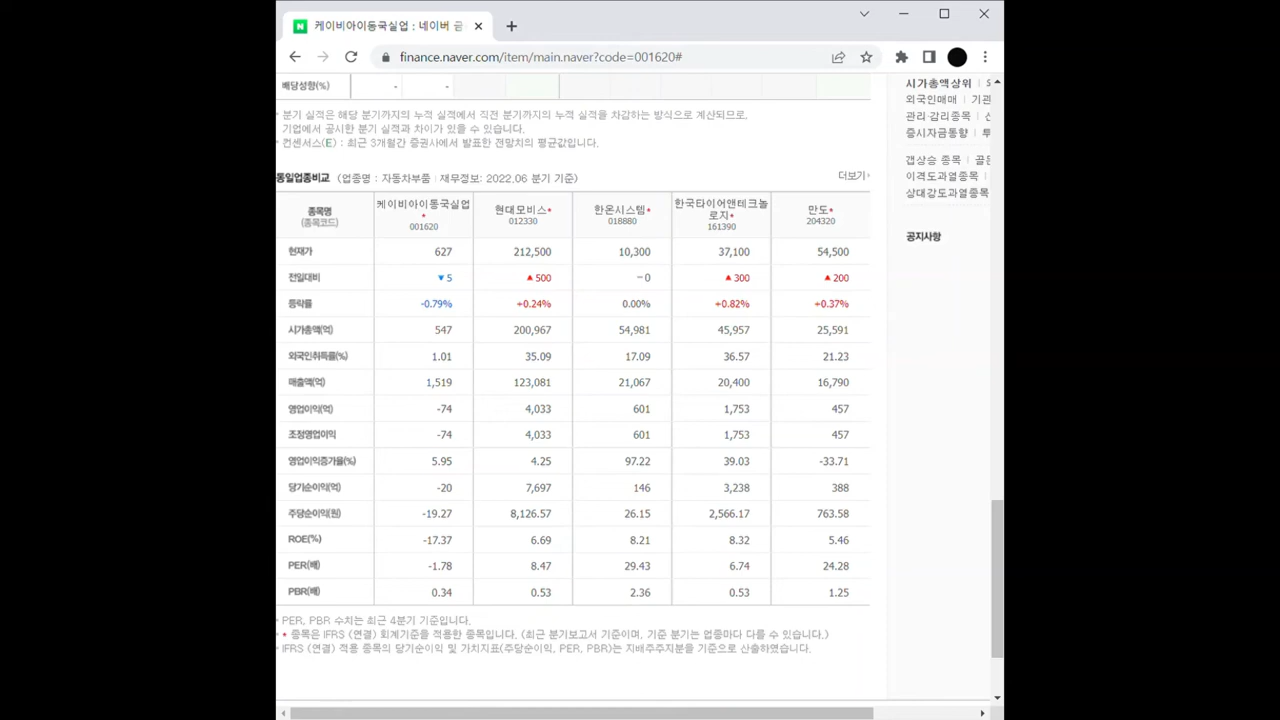 케이비아이동국실업 : 네이버 금
finance.naver.com/item/main.naver?code=001620#
배당성향(%) - -
* 분기 실적은 해당 분기까지의 누적 실적에서 직전 분기까지의 누적 실적을 차감하는 방식으로 계산되므로,
기업에서 공시한 분기 실적과 차이가 있을 수 있습니다.
* 컨센서스(E) : 최근 3개월간 증권사에서 발표한 전망치의 평균값입니다.
동일업종비교 (업종명 : 자동차부품 | 재무정보: 2022.06 분기 기준) 더보기
종목명 (종목코드) 케이비아이동국실업* 001620 현대모비스* 012330 한온시스템* 018880 한국타이어앤테크놀로지* 161390 만도* 204320
현재가 627 212,500 10,300 37,100 54,500
전일대비 ▼5 ▲500 -0 ▲300 ▲200
등락률 -0.79% +0.24% 0.00% +0.82% +0.37%
시가총액(억) 547 200,967 54,981 45,957 25,591
외국인취득률(%) 1.01 35.09 17.09 36.57 21.23
매출액(억) 1,519 123,081 21,067 20,400 16,790
영업이익(억) -74 4,033 601 1,753 457
조정영업이익 -74 4,033 601 1,753 457
영업이익증가율(%) 5.95 4.25 97.22 39.03 -33.71
당기순이익(억) -20 7,697 146 3,238 388
주당순이익(원) -19.27 8,126.57 26.15 2,566.17 763.58
ROE(%) -17.37 6.69 8.21 8.32 5.46
PER(배) -1.78 8.47 29.43 6.74 24.28
PBR(배) 0.34 0.53 2.36 0.53 1.25
* PER, PBR 수치는 최근 4분기 기준입니다.
* * 종목은 IFRS (연결) 회계기준을 적용한 종목입니다. (최근 분기보고서 기준이며, 기준 분기는 업종마다 다를 수 있습니다.)
* IFRS (연결) 적용 종목의 당기순이익 및 가치지표(주당순이익, PER, PBR)는 지배주주지분을 기준으로 산출하였습니다.
시가총액상위
외국인매매 | 기관
관리·감리종목
증시자금동향
갭상승 종목
이격도과열종목
상대강도과열종목
공지사항